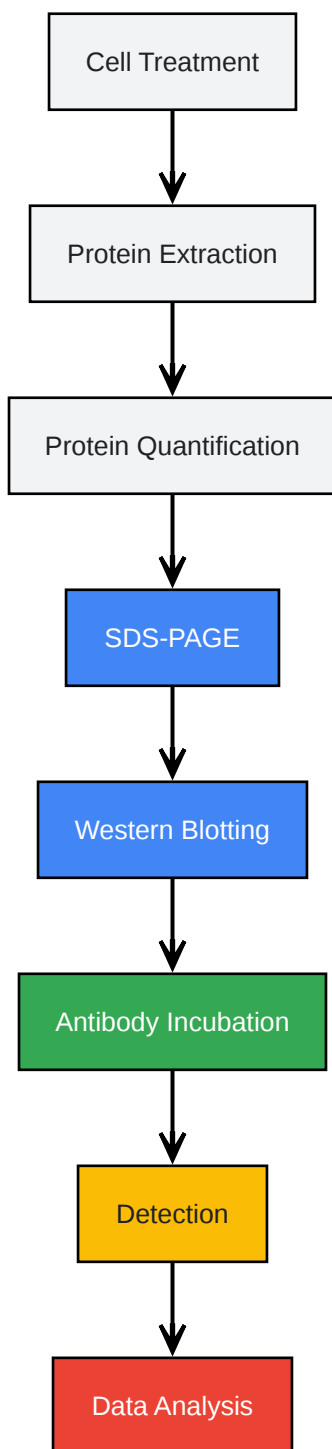 Cell Treatment
Protein Extraction
Protein Quantification
SDS-PAGE
Western Blotting
Antibody Incubation
Detection
Data Analysis